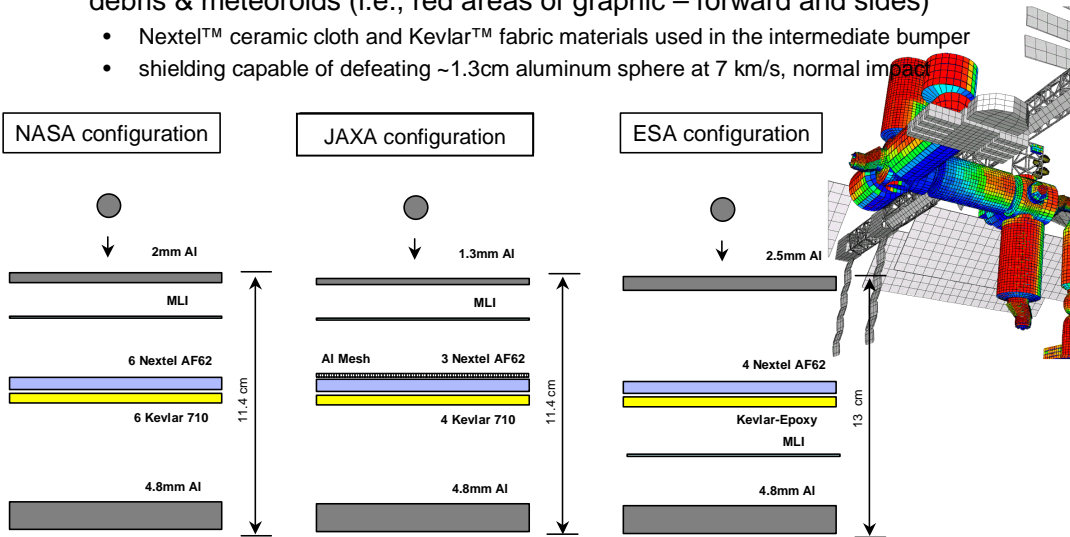 debris & meteoroids (i.e., red areas of graphic – forward and sides)
• Nextel™ ceramic cloth and Kevlar™ fabric materials used in the intermediate bumper
• shielding capable of defeating ~1.3cm aluminum sphere at 7 km/s, normal impact
NASA configuration
2mm Al
MLI
6 Nextel AF62
6 Kevlar 710
4.8mm Al
11.4 cm
JAXA configuration
1.3mm Al
MLI
Al Mesh 3 Nextel AF62
4 Kevlar 710
4.8mm Al
11.4 cm
ESA configuration
2.5mm Al
4 Nextel AF62
Kevlar-Epoxy
MLI
4.8mm Al
13 cm